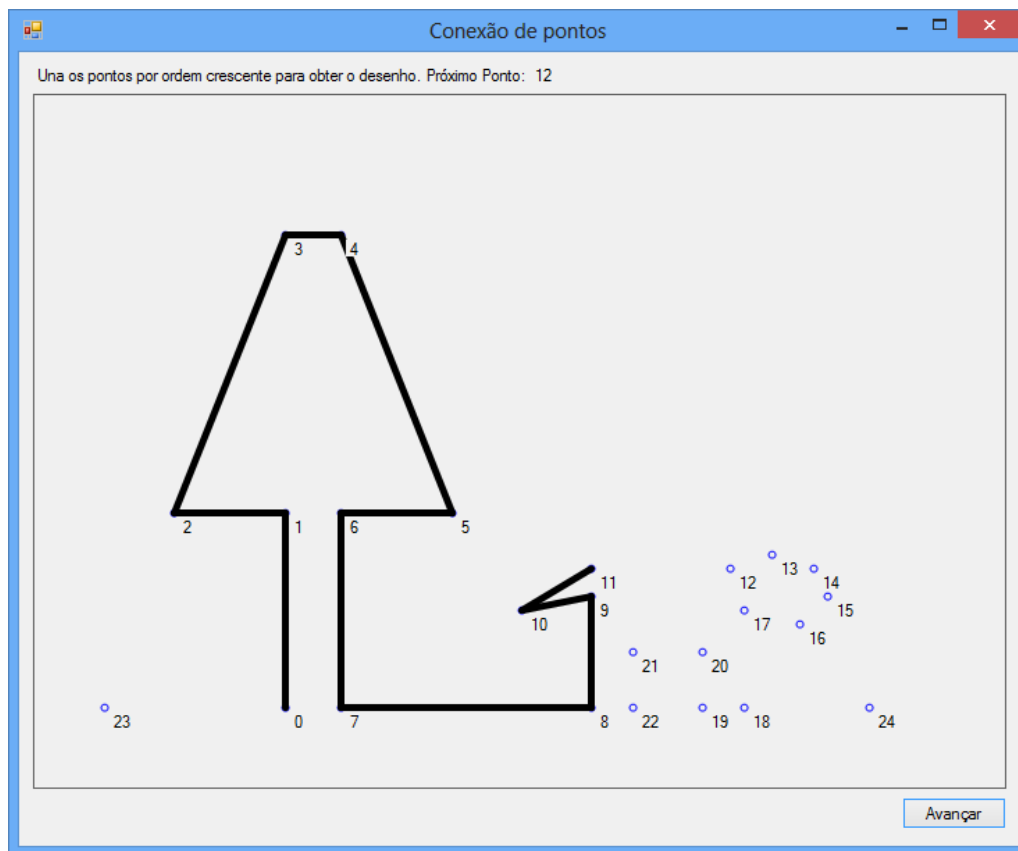 Conexão de pontos
Una os pontos por ordem crescente para obter o desenho. Próximo Ponto: 12
3 4
2 1 6 5
11 12 13 14
10 9 17 15
16
21 20
23 0 7 8 22 19 18 24
Avançar